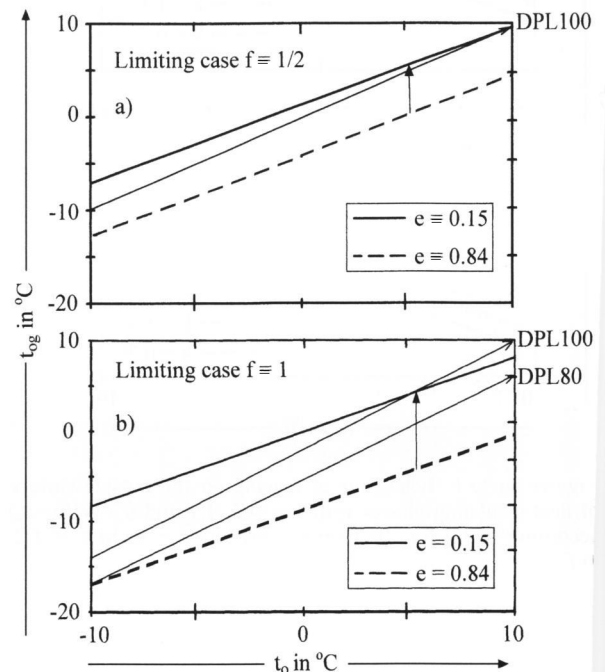 10
DPL100
Limiting case f ≡ 1/2
a)
0
-10
e ≡ 0.15
e ≡ 0.84
-20
t_og in °C
10
DPL100
Limiting case f ≡ 1
DPL80
b)
0
-10
e = 0.15
e = 0.84
-20
-10 0 10
t_o in °C